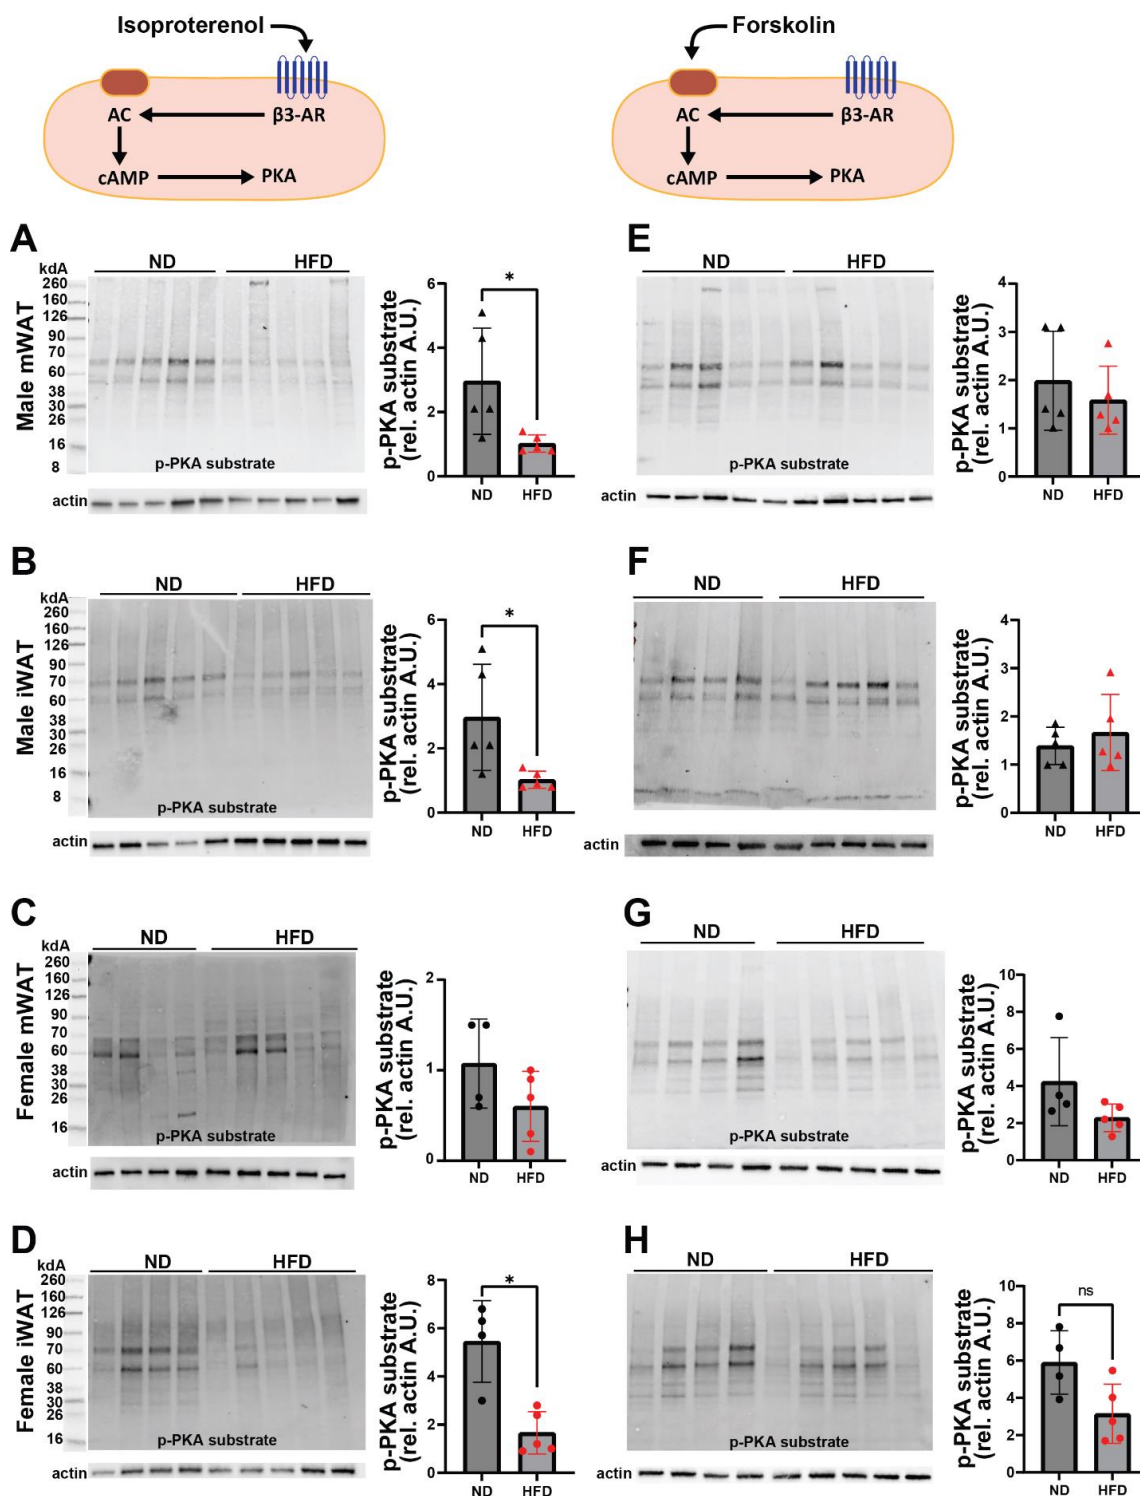 Isoproterenol
AC
β3-AR
cAMP
PKA
Forskolin
AC
β3-AR
cAMP
PKA
A
Male mWAT
kdA
ND
HFD
260
160
126
90
70
60
38
30
26
16
8
p-PKA substrate
actin
p-PKA substrate
(rel. actin A.U.)
6
4
2
0
*
ND
HFD
E
ND
HFD
p-PKA substrate
actin
p-PKA substrate
(rel. actin A.U.)
4
3
2
1
0
ND
HFD
B
Male iWAT
kdA
ND
HFD
260
160
126
90
70
60
38
30
26
16
8
p-PKA substrate
actin
p-PKA substrate
(rel. actin A.U.)
6
4
2
0
*
ND
HFD
F
ND
HFD
actin
p-PKA substrate
(rel. actin A.U.)
4
3
2
1
0
ND
HFD
C
Female mWAT
kdA
ND
HFD
260
160
126
90
70
60
38
30
26
16
p-PKA substrate
actin
p-PKA substrate
(rel. actin A.U.)
2
1
0
ND
HFD
G
ND
HFD
p-PKA substrate
actin
p-PKA substrate
(rel. actin A.U.)
10
8
6
4
2
0
ND
HFD
D
Female iWAT
kdA
ND
HFD
260
160
126
90
70
60
38
30
26
16
p-PKA substrate
actin
p-PKA substrate
(rel. actin A.U.)
8
6
4
2
0
*
ND
HFD
H
ND
HFD
p-PKA substrate
actin
p-PKA substrate
(rel. actin A.U.)
10
8
6
4
2
0
ns
ND
HFD